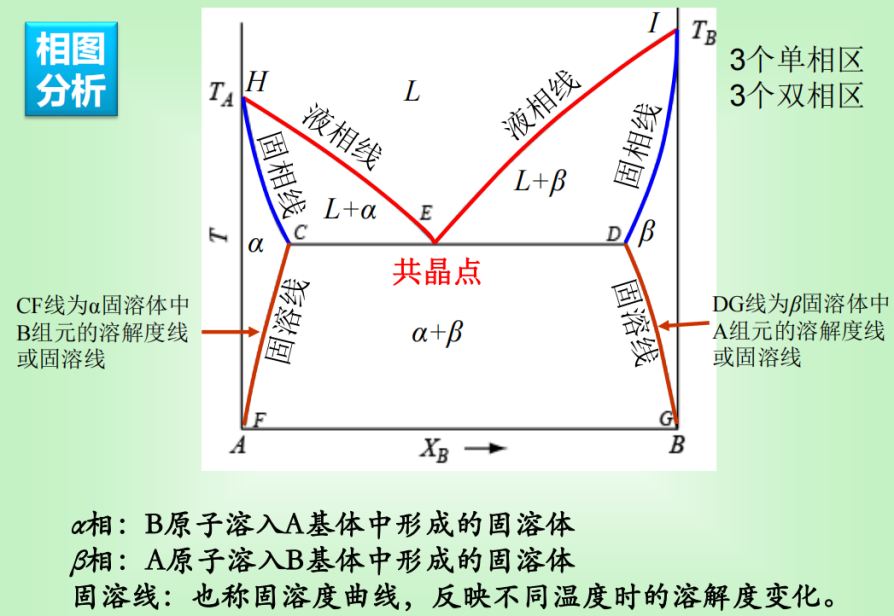 相图
分析
3个单相区
3个双相区
I
T_B
T_A
H
L
液相线
液相线
固相线
固相线
L+α
E
L+β
T
α
C
D
β
共晶点
CF线为α固溶体中
B组元的溶解度线
或固溶线
固溶线
α+β
固溶线
DG线为β固溶体中
A组元的溶解度线
或固溶线
F
G
A
X_B
B
α相：B原子溶入A基体中形成的固溶体
β相：A原子溶入B基体中形成的固溶体
固溶线：也称固溶度曲线，反映不同温度时的溶解度变化。